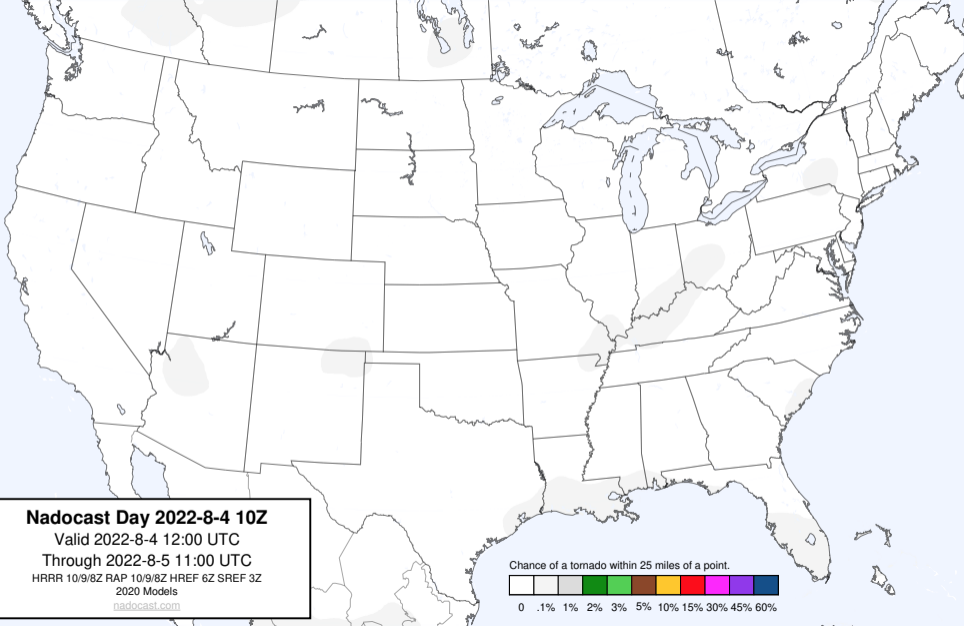 Nadocast Day 2022-8-4 10Z
Valid 2022-8-4 12:00 UTC
Through 2022-8-5 11:00 UTC
HRRR 10/9/8Z RAP 10/9/8Z HREF 6Z SREF 3Z
2020 Models
nadocast.com
Chance of a tornado within 25 miles of a point.
0 .1% 1% 2% 3% 5% 10% 15% 30% 45% 60%